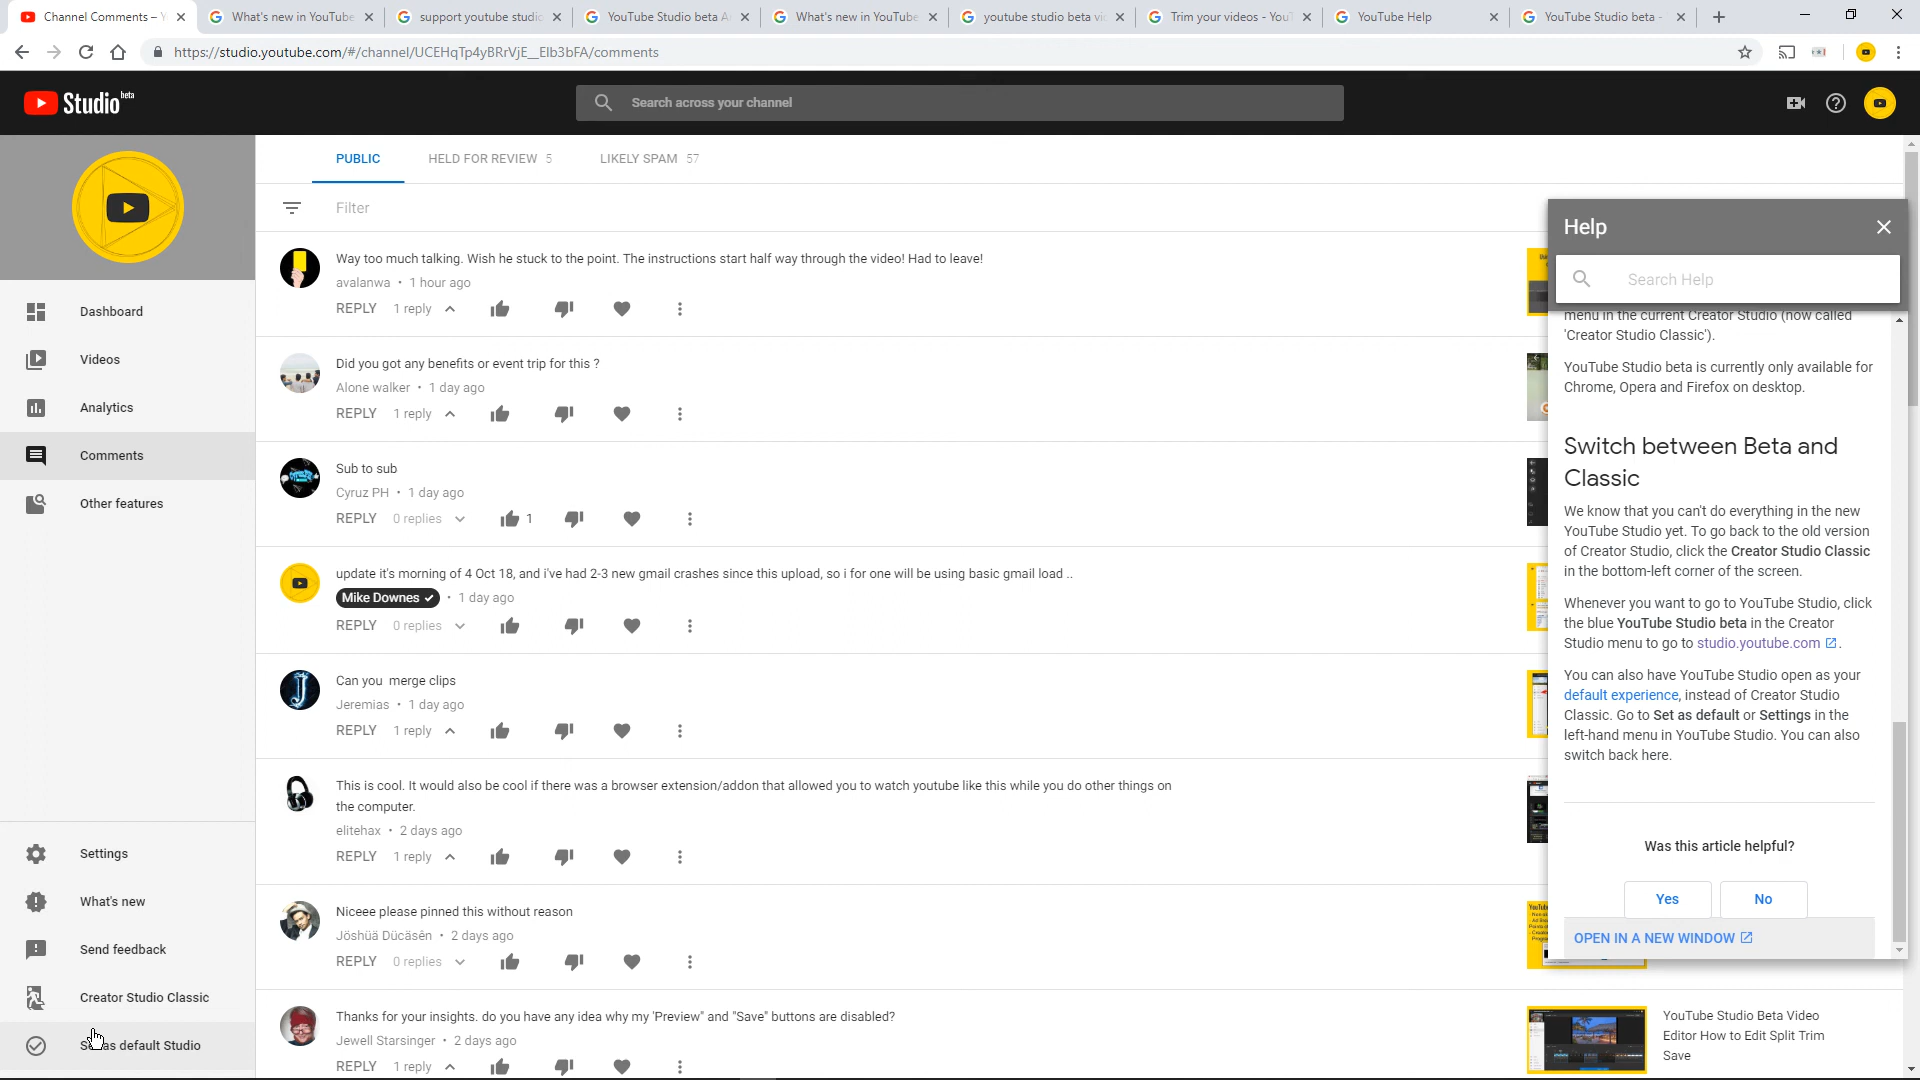 Channel Comments – Y
What's new in YouTube
support youtube studio
YouTube Studio beta A
What's new in YouTube
youtube studio beta vid
Trim your videos - You
YouTube Help
YouTube Studio beta -
https://studio.youtube.com/#/channel/UCEHqTp4yBRrVjE__Elb3bFA/comments
Studio beta
Search across your channel
Dashboard
Videos
Analytics
Comments
Other features
Settings
What's new
Send feedback
Creator Studio Classic
Set as default Studio
PUBLIC
HELD FOR REVIEW 5
LIKELY SPAM 57
Filter
Way too much talking. Wish he stuck to the point. The instructions start half way through the video! Had to leave!
avalanwa • 1 hour ago
REPLY 1 reply
Did you got any benefits or event trip for this ?
Alone walker • 1 day ago
REPLY 1 reply
Sub to sub
Cyruz PH • 1 day ago
REPLY 0 replies 1
update it's morning of 4 Oct 18, and i've had 2-3 new gmail crashes since this upload, so i for one will be using basic gmail load ..
Mike Downes • 1 day ago
REPLY 0 replies
Can you merge clips
Jeremias • 1 day ago
REPLY 1 reply
This is cool. It would also be cool if there was a browser extension/addon that allowed you to watch youtube like this while you do other things on
the computer.
elitehax • 2 days ago
REPLY 1 reply
Niceee please pinned this without reason
Jöshüä Dücäsên • 2 days ago
REPLY 0 replies
Thanks for your insights. do you have any idea why my 'Preview" and "Save" buttons are disabled?
Jewell Starsinger • 2 days ago
REPLY 1 reply
YouTube Studio Beta Video
Editor How to Edit Split Trim
Save
Help
Search Help
menu in the current Creator Studio (now called
'Creator Studio Classic').
YouTube Studio beta is currently only available for
Chrome, Opera and Firefox on desktop.
Switch between Beta and
Classic
We know that you can't do everything in the new
YouTube Studio yet. To go back to the old version
of Creator Studio, click the Creator Studio Classic
in the bottom-left corner of the screen.
Whenever you want to go to YouTube Studio, click
the blue YouTube Studio beta in the Creator
Studio menu to go to studio.youtube.com .
You can also have YouTube Studio open as your
default experience, instead of Creator Studio
Classic. Go to Set as default or Settings in the
left-hand menu in YouTube Studio. You can also
switch back here.
Was this article helpful?
Yes
No
OPEN IN A NEW WINDOW